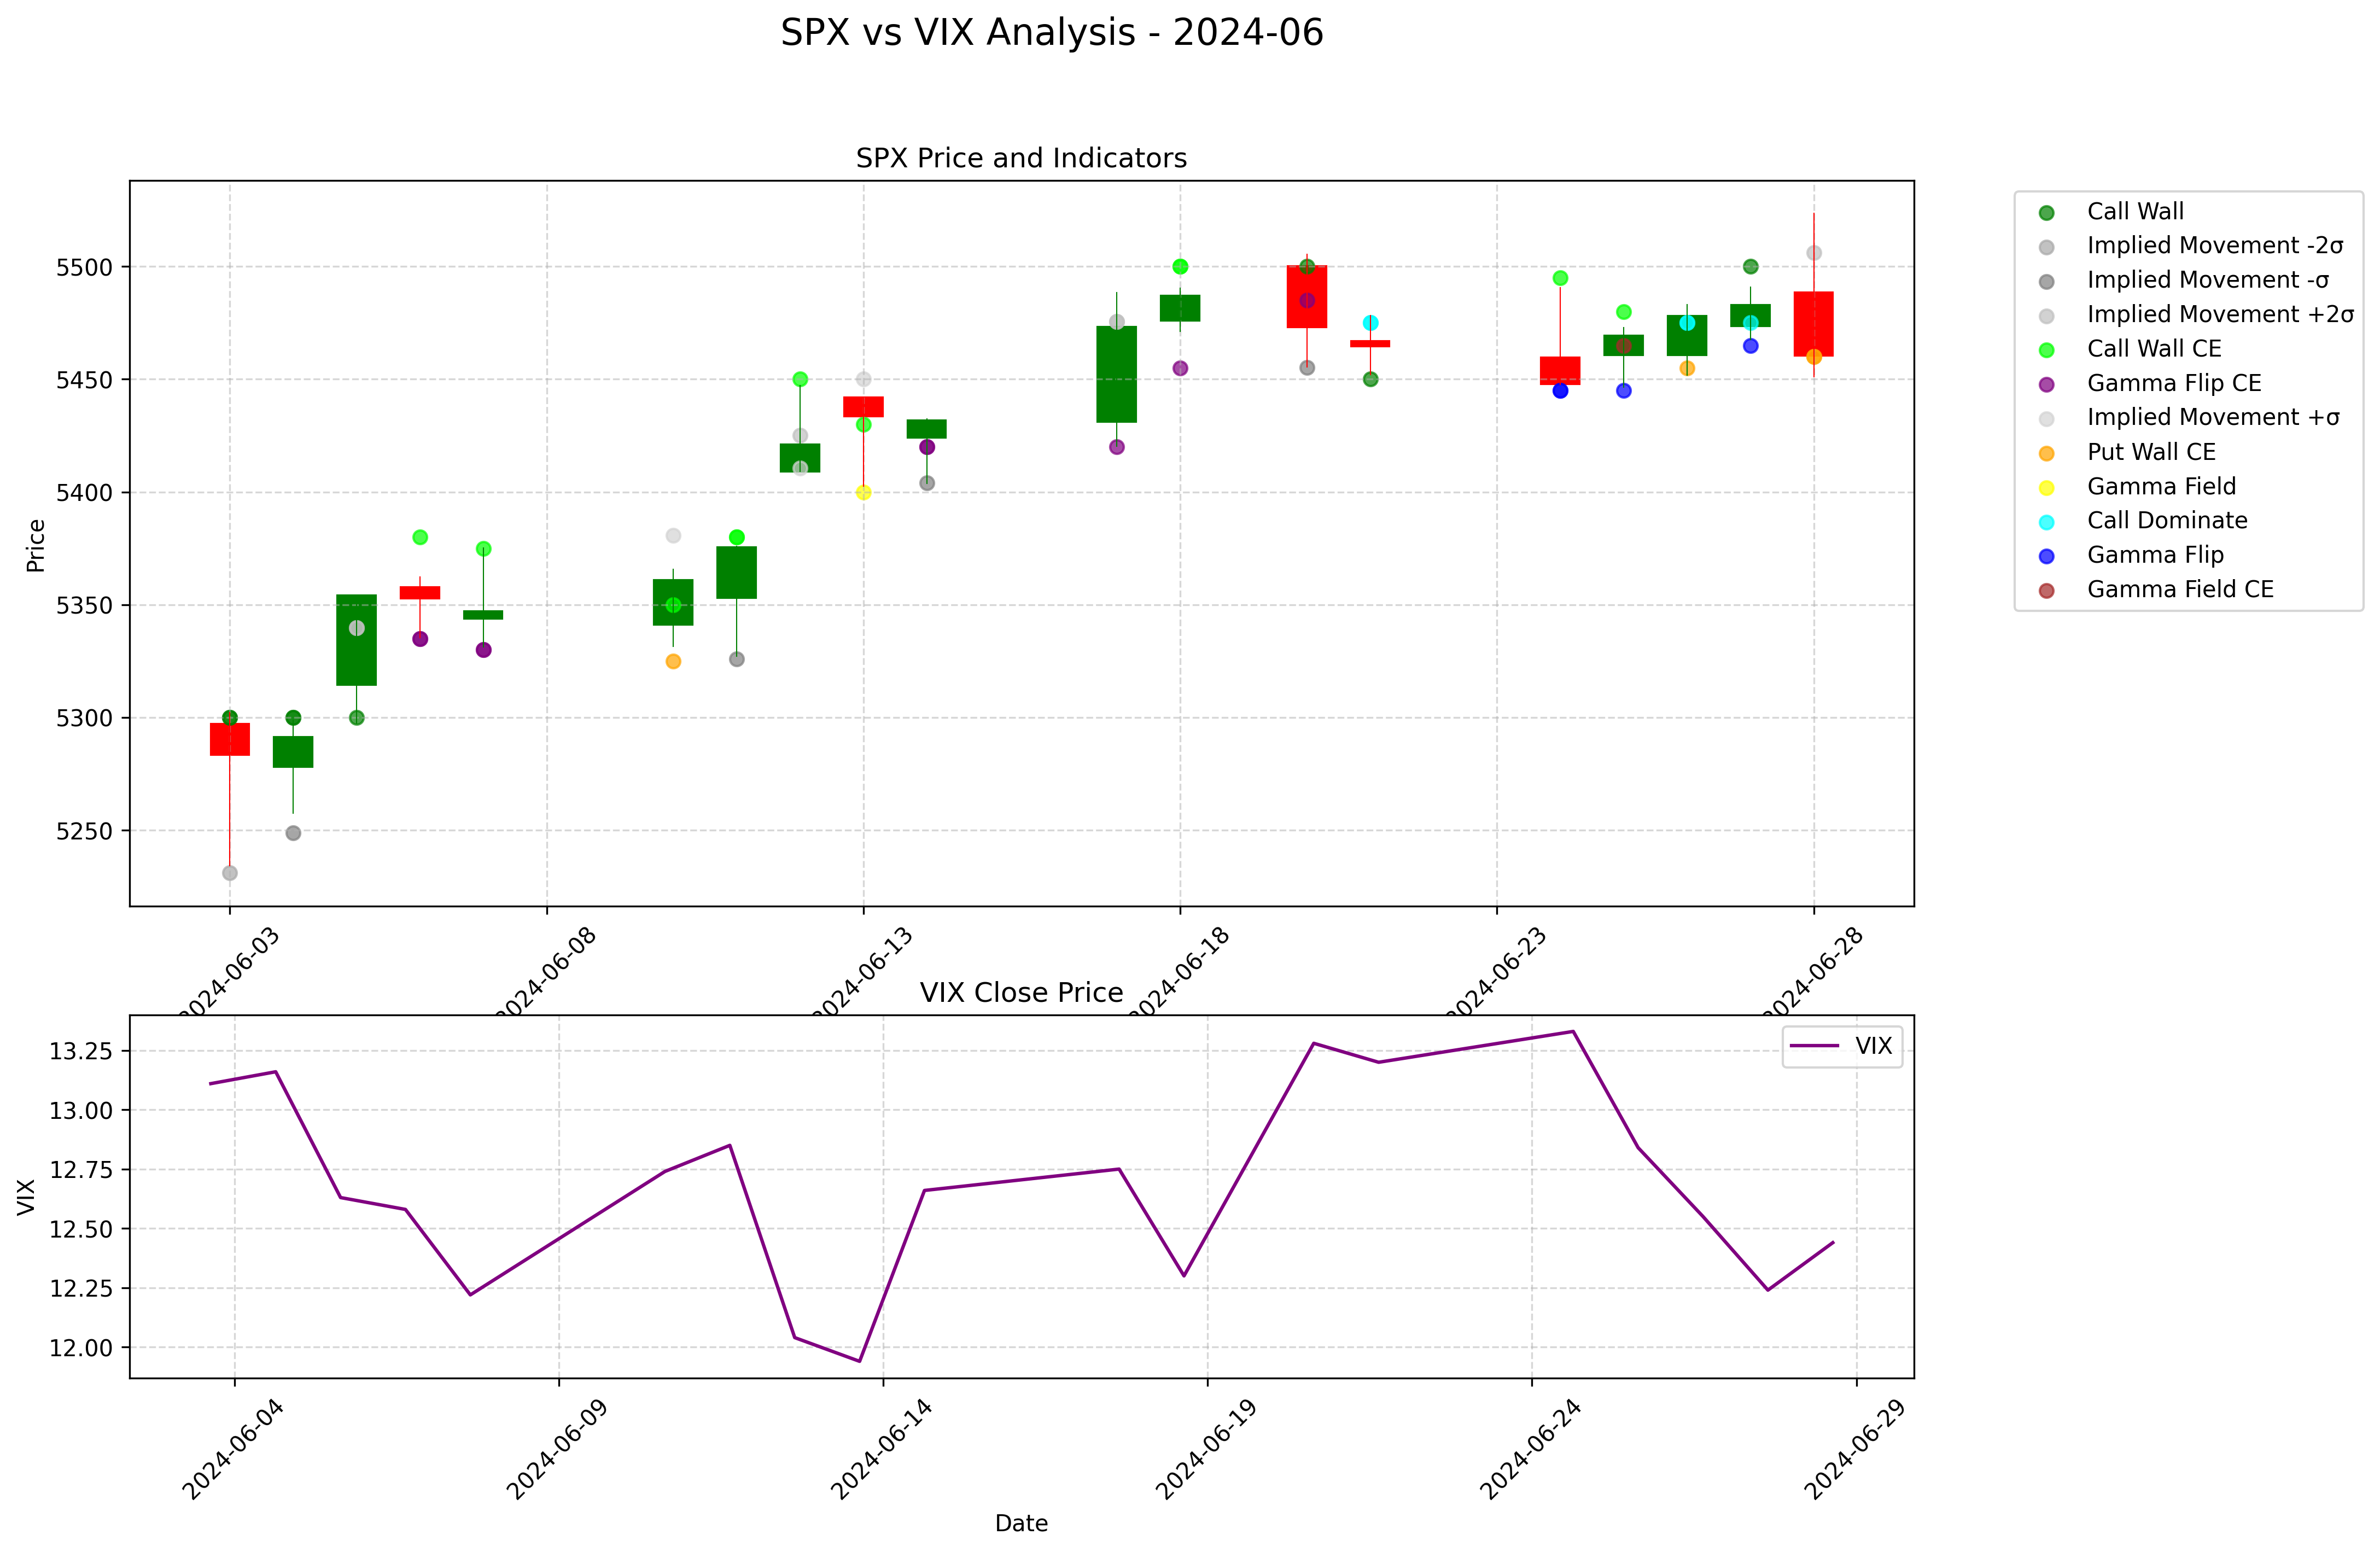 SPX vs VIX Analysis - 2024-06
SPX Price and Indicators
Price
5500
5450
5400
5350
5300
5250
2024-06-03
2024-06-08
2024-06-13
2024-06-18
2024-06-23
2024-06-28
Call Wall
Implied Movement -2σ
Implied Movement -σ
Implied Movement +2σ
Call Wall CE
Gamma Flip CE
Implied Movement +σ
Put Wall CE
Gamma Field
Call Dominate
Gamma Flip
Gamma Field CE
VIX Close Price
VIX
13.25
13.00
12.75
12.50
12.25
12.00
VIX
2024-06-04
2024-06-09
2024-06-14
2024-06-19
2024-06-24
2024-06-29
Date